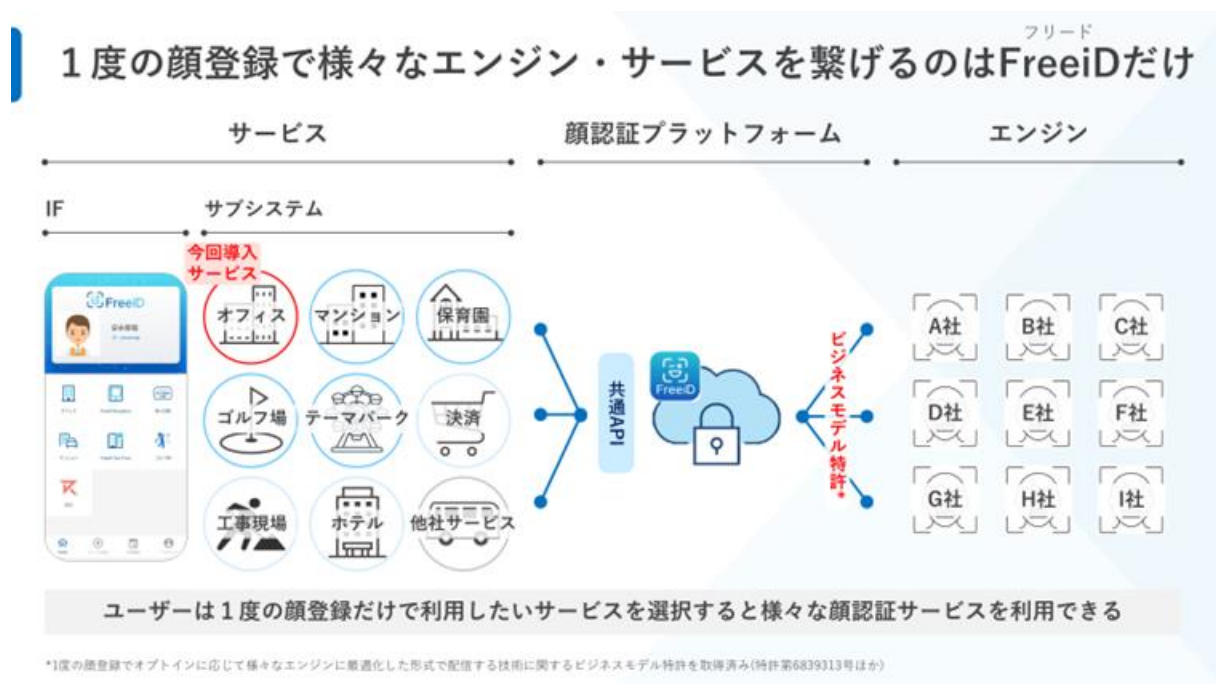 フリード
1度の顔登録で様々なエンジン・サービスを繋げるのはFreeiDだけ
サービス
顔認証プラットフォーム
エンジン
IF
サブシステム
今回導入
サービス
FreeiD
オフィス
マンション
保育園
ゴルフ場
テーマパーク
決済
工事現場
ホテル
他社サービス
共通API
FreeiD
ビジネスモデル特許*
A社
B社
C社
D社
E社
F社
G社
H社
I社
ユーザーは1度の顔登録だけで利用したいサービスを選択すると様々な顔認証サービスを利用できる
*1度の顔登録でオプトインに応じて様々なエンジンに最適化した形式で配信する技術に関するビジネスモデル特許を取得済み(特許第6839313号ほか)